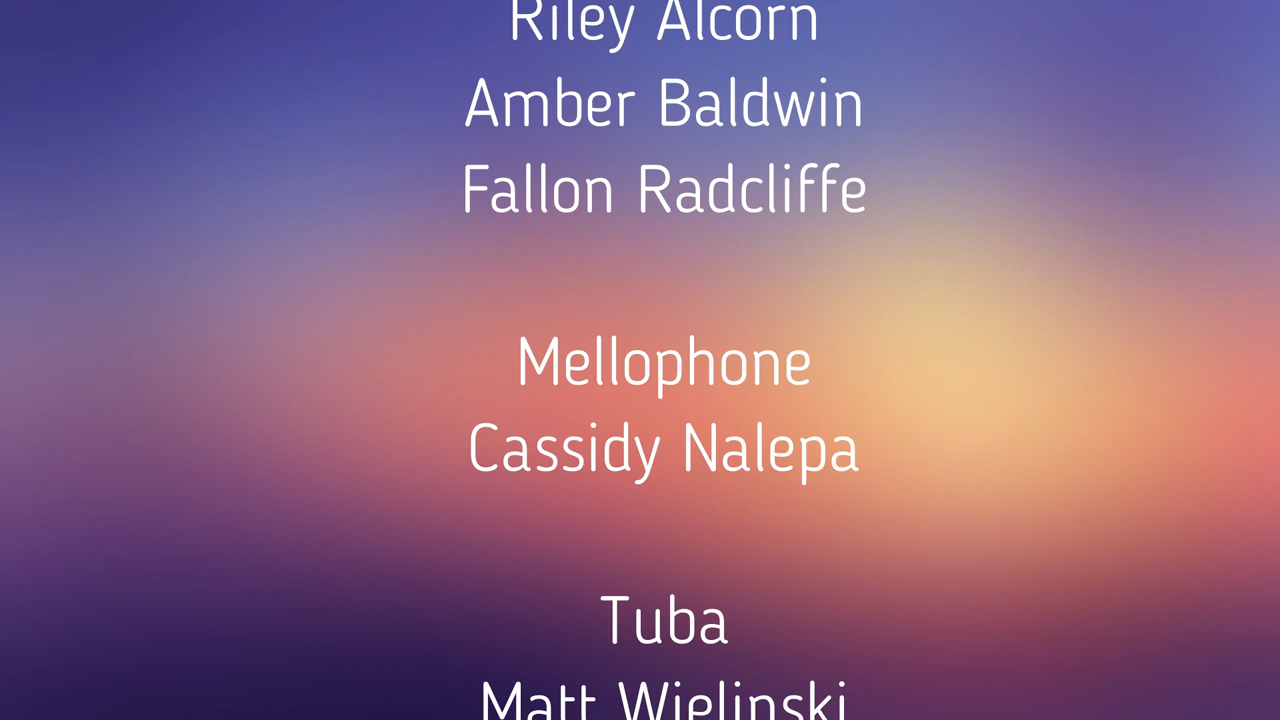 Riley Alcorn
Amber Baldwin
Fallon Radcliffe
Mellophone
Cassidy Nalepa
Tuba
Matt Wielinski